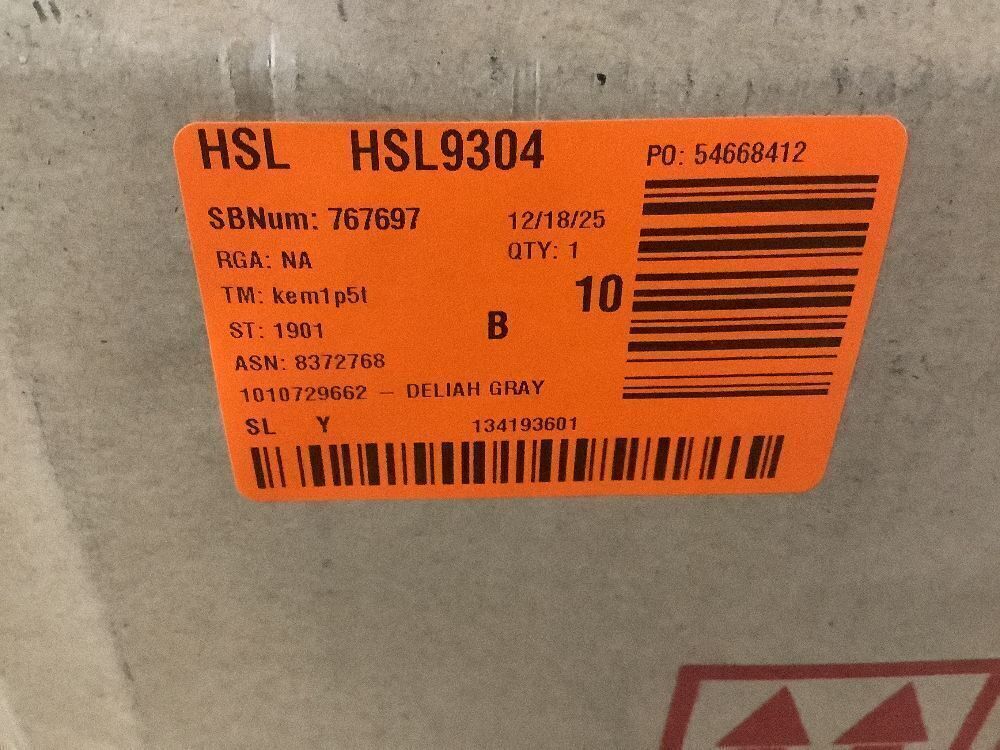 HSL HSL9304 PO: 54668412
SBNum: 767697 12/18/25
RGA: NA QTY: 1
TM: kem1p5t 10
ST: 1901 B
ASN: 8372768
1010729662 – DELIAH GRAY
SL Y 134193601